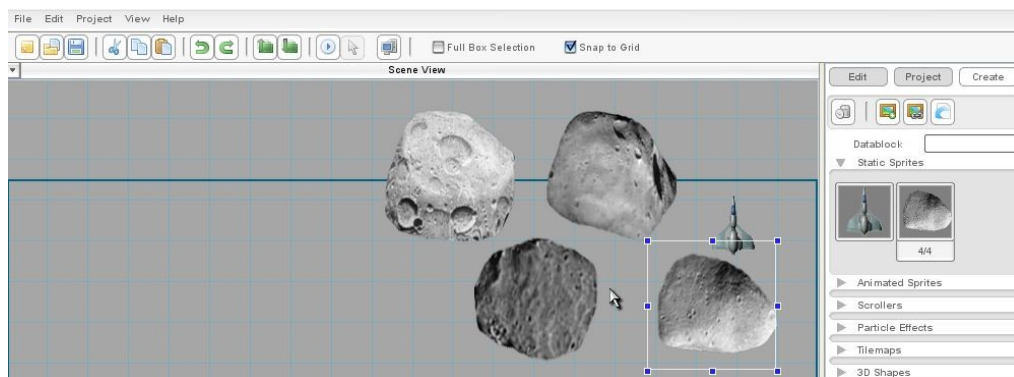 File Edit Project View Help
Full Box Selection Snap to Grid
Scene View
Edit Project Create
Datablock
Static Sprites
4/4
Animated Sprites
Scrollers
Particle Effects
Tilemaps
3D Shapes